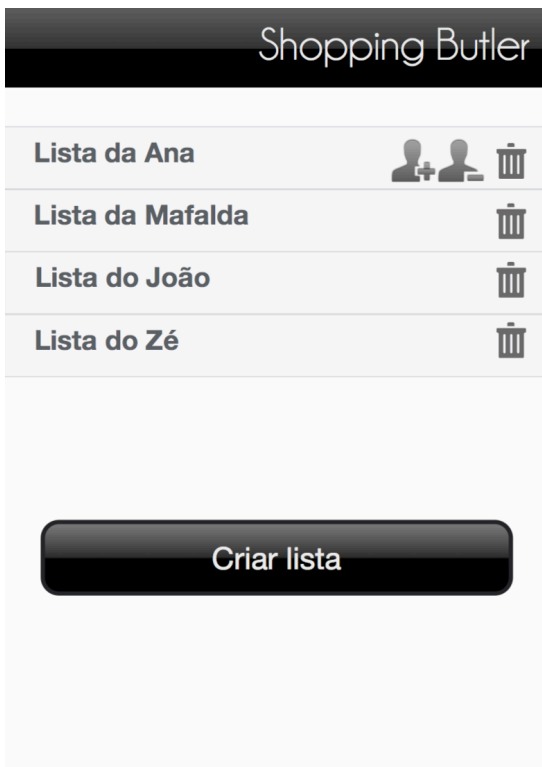 Shopping Butler
Lista da Ana
Lista da Mafalda
Lista do João
Lista do Zé
Criar lista